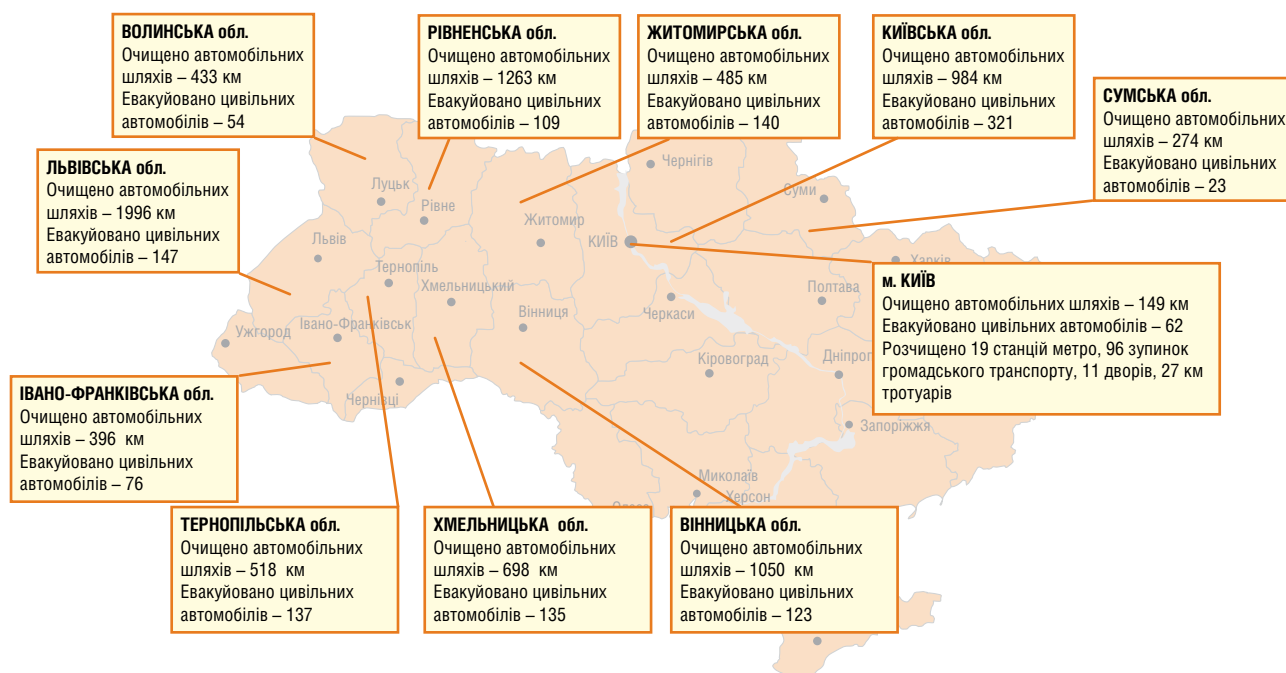 ВОЛИНСЬКА обл.
Очищено автомобільних
шляхів – 433 км
Евакуйовано цивільних
автомобілів – 54
РІВНЕНСЬКА обл.
Очищено автомобільних
шляхів – 1263 км
Евакуйовано цивільних
автомобілів – 109
ЖИТОМИРСЬКА обл.
Очищено автомобільних
шляхів – 485 км
Евакуйовано цивільних
автомобілів – 140
КИЇВСЬКА обл.
Очищено автомобільних
шляхів – 984 км
Евакуйовано цивільних
автомобілів – 321
СУМСЬКА обл.
Очищено автомобільних
шляхів – 274 км
Евакуйовано цивільних
автомобілів – 23
ЛЬВІВСЬКА обл.
Очищено автомобільних
шляхів – 1996 км
Евакуйовано цивільних
автомобілів – 147
Чернігів
Луцьк
Суми
Рівне
Житомир
КИЇВ
Львів
Харків
Тернопіль
Хмельницький
Полтава
Черкаси
Вінниця
Ужгород
Івано-Франківськ
Кіровоград
Чернівці
Запоріжжя
Миколаїв
Херсон
м. КИЇВ
Очищено автомобільних шляхів – 149 км
Евакуйовано цивільних автомобілів – 62
Розчищено 19 станцій метро, 96 зупинок
громадського транспорту, 11 дворів, 27 км
тротуарів
ІВАНО-ФРАНКІВСЬКА обл.
Очищено автомобільних
шляхів – 396 км
Евакуйовано цивільних
автомобілів – 76
ТЕРНОПІЛЬСЬКА обл.
Очищено автомобільних
шляхів – 518 км
Евакуйовано цивільних
автомобілів – 137
ХМЕЛЬНИЦЬКА обл.
Очищено автомобільних
шляхів – 698 км
Евакуйовано цивільних
автомобілів – 135
ВІННИЦЬКА обл.
Очищено автомобільних
шляхів – 1050 км
Евакуйовано цивільних
автомобілів – 123